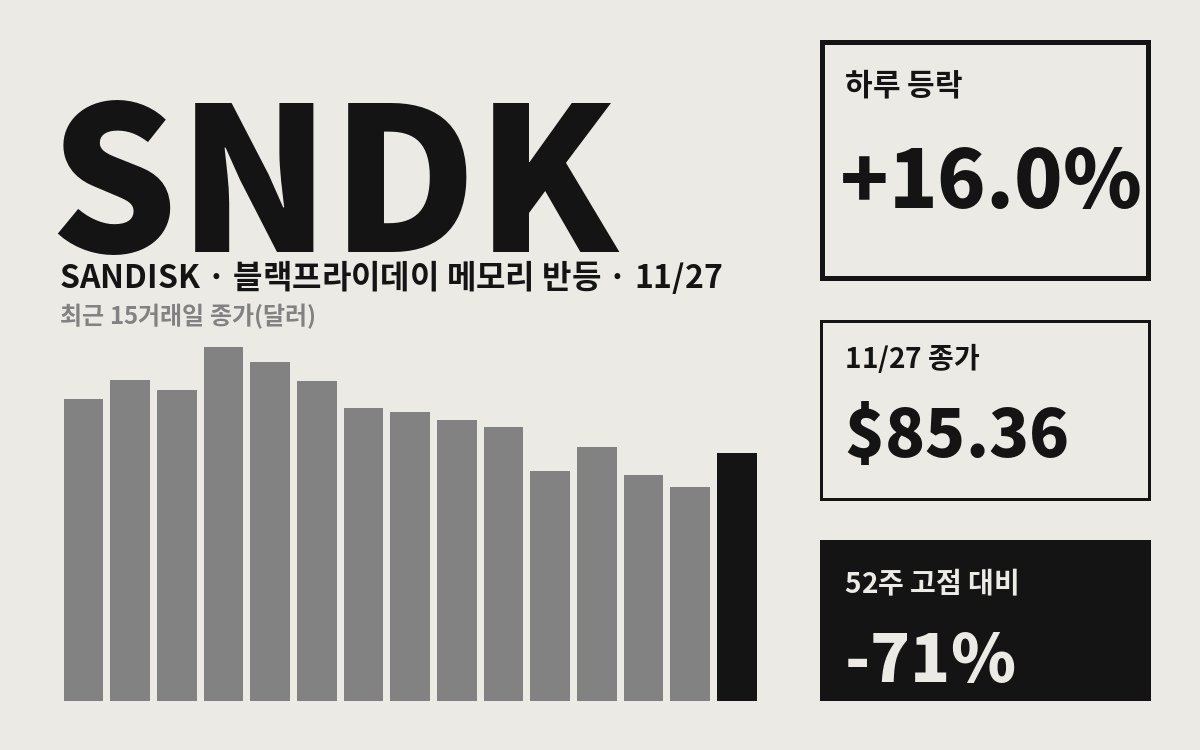 SNDK
SANDISK · 블랙프라이데이 메모리 반등 · 11/27
최근 15거래일 종가(달러)
하루 등락
+16.0%
11/27 종가
$85.36
52주 고점 대비
-71%